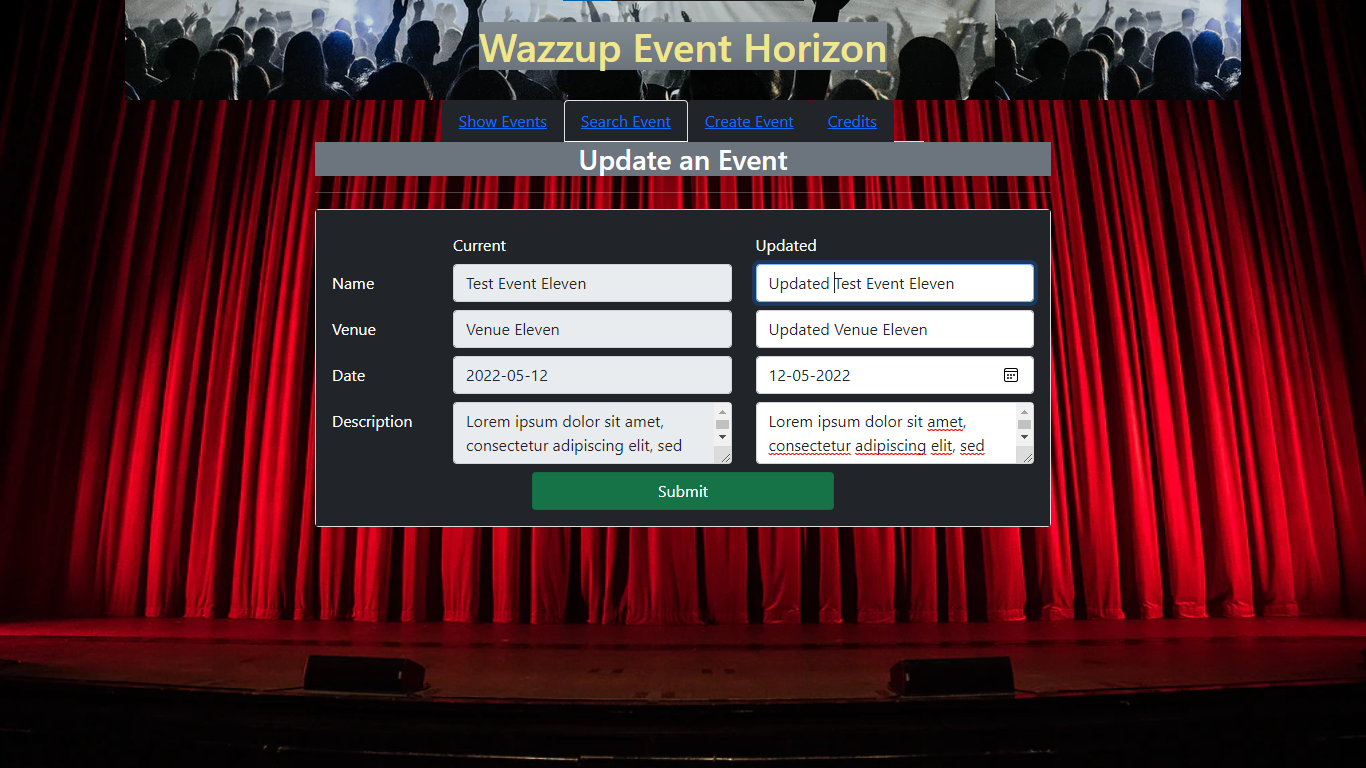 Wazzup Event Horizon
Show Events Search Event Create Event Credits
Update an Event
Current Updated
Name Test Event Eleven Updated Test Event Eleven
Venue Venue Eleven Updated Venue Eleven
Date 2022-05-12 12-05-2022
Description Lorem ipsum dolor sit amet, Lorem ipsum dolor sit amet,
consectetur adipiscing elit, sed consectetur adipiscing elit, sed
Submit